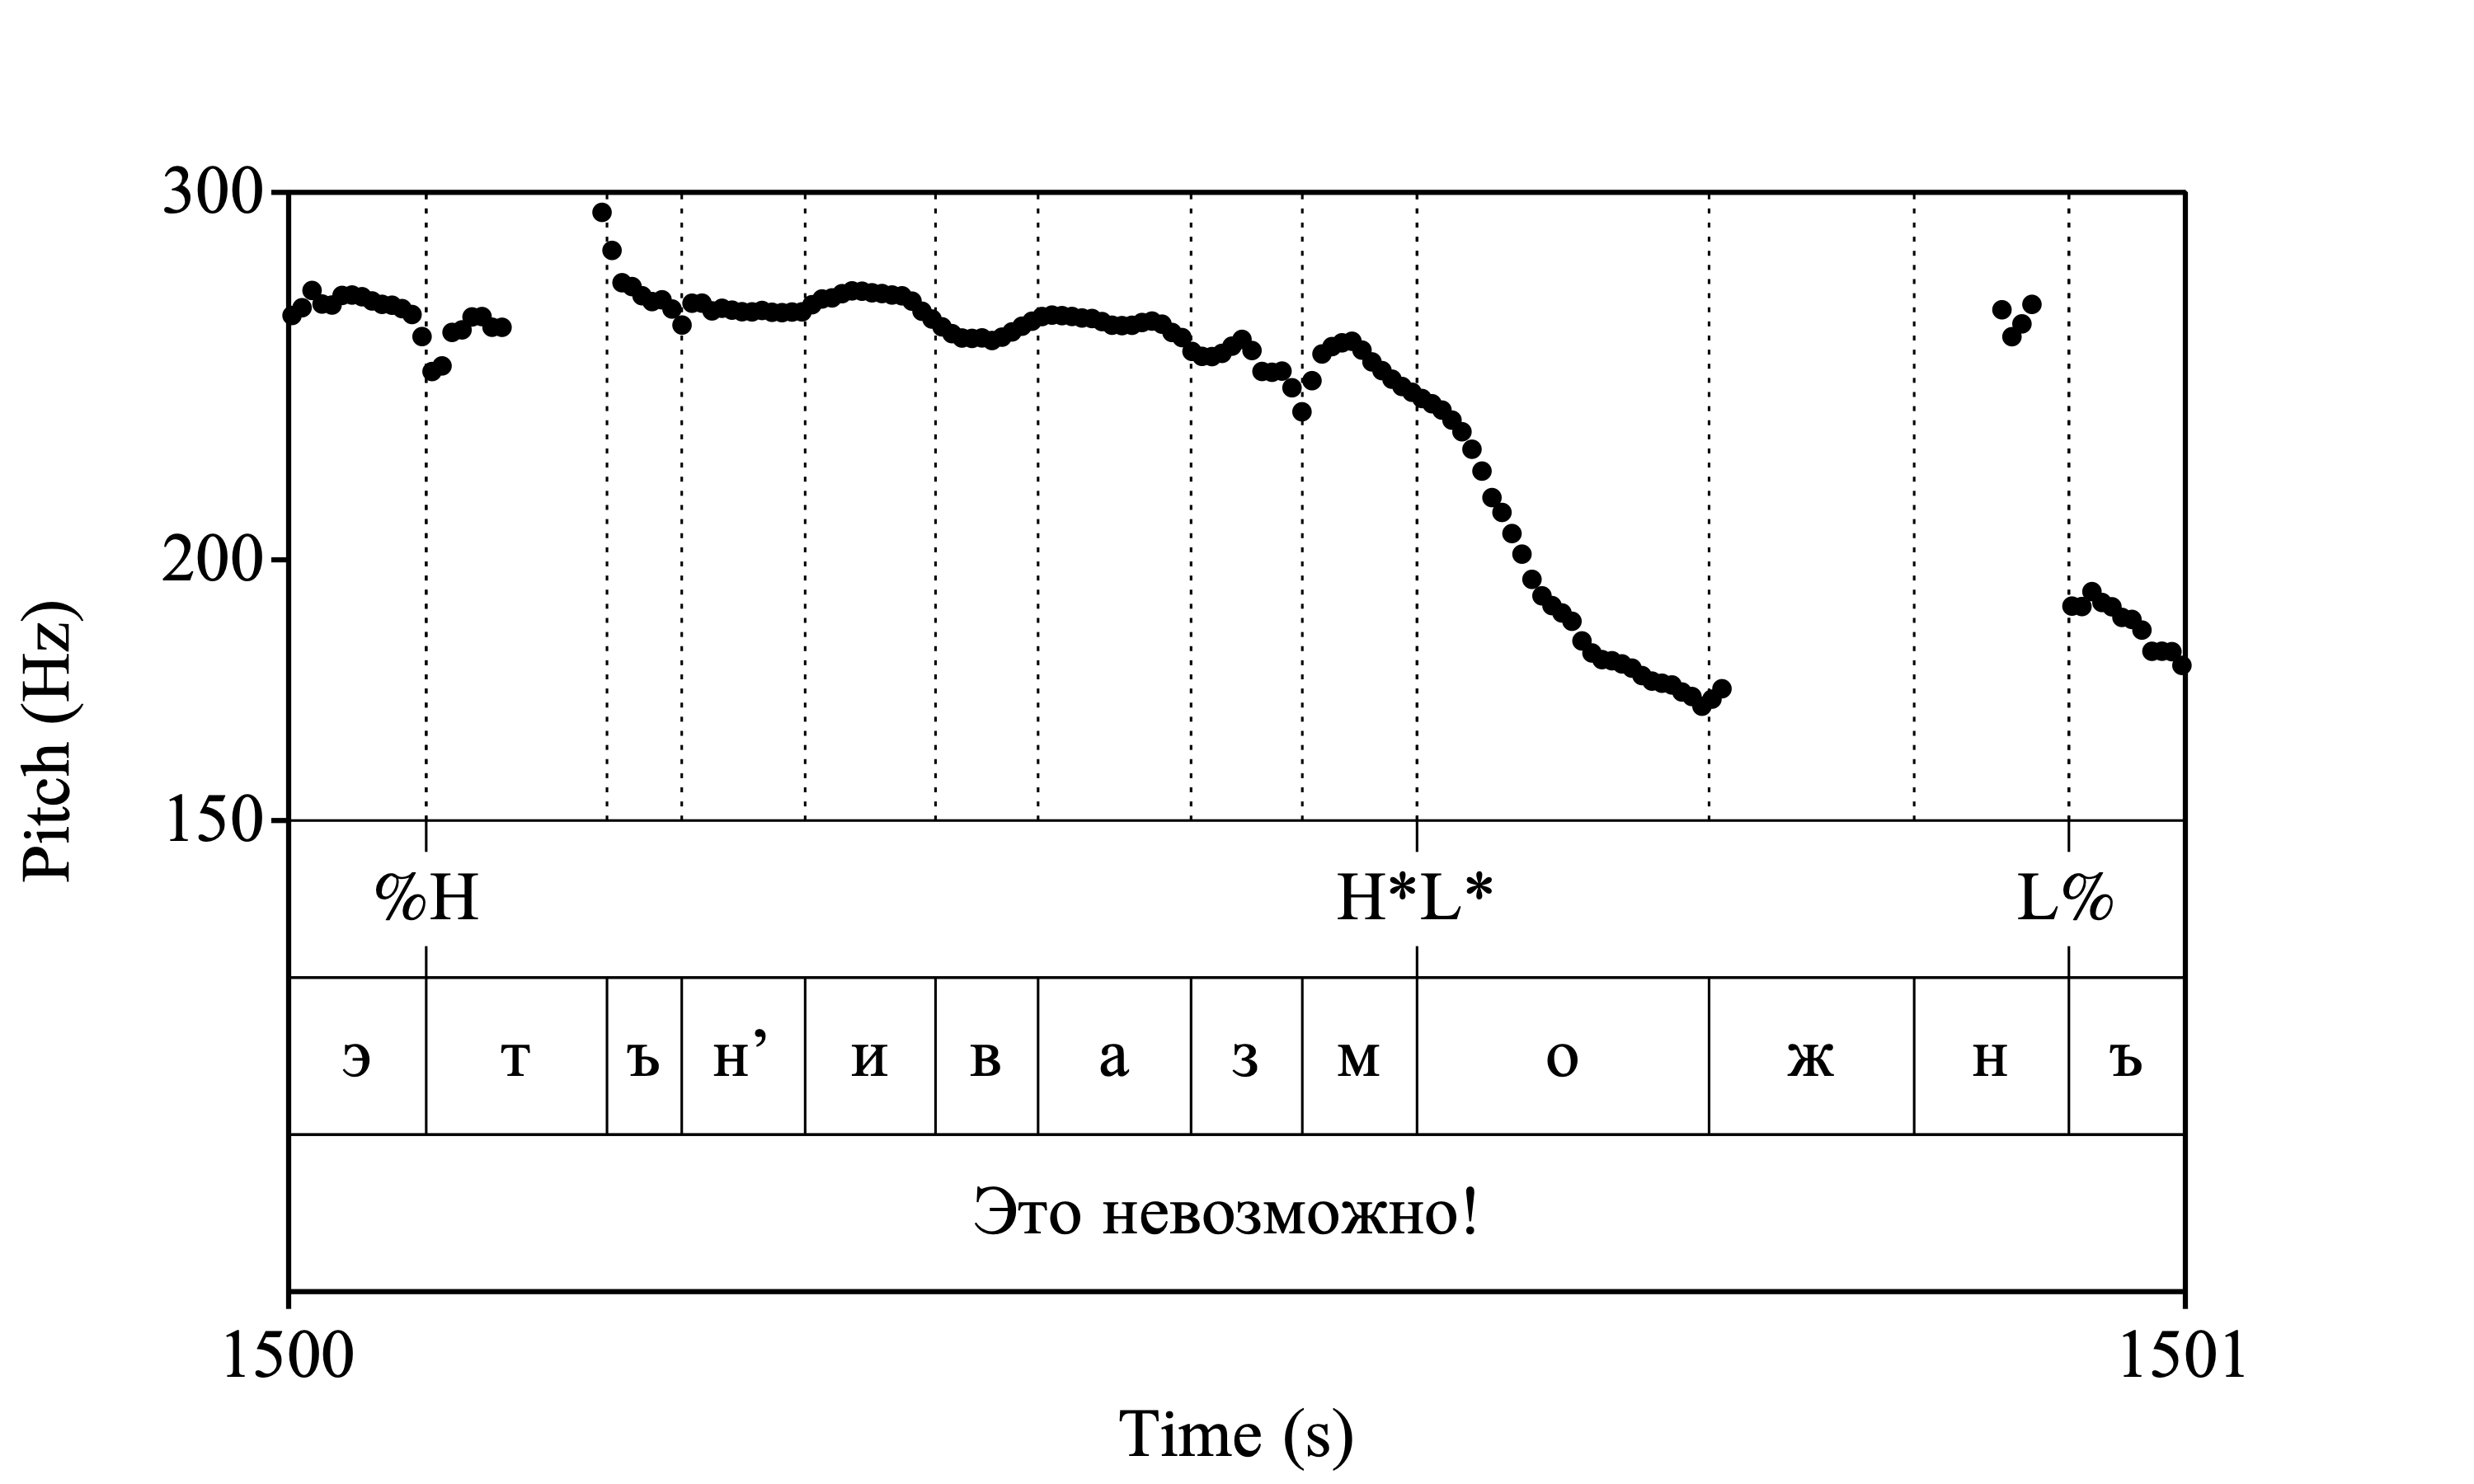 300
200
150
Pitch (Hz)
%H H*L* L%
э т ъ н’ и в а з м о ж н ъ
Это невозможно!
1500 1501
Time (s)